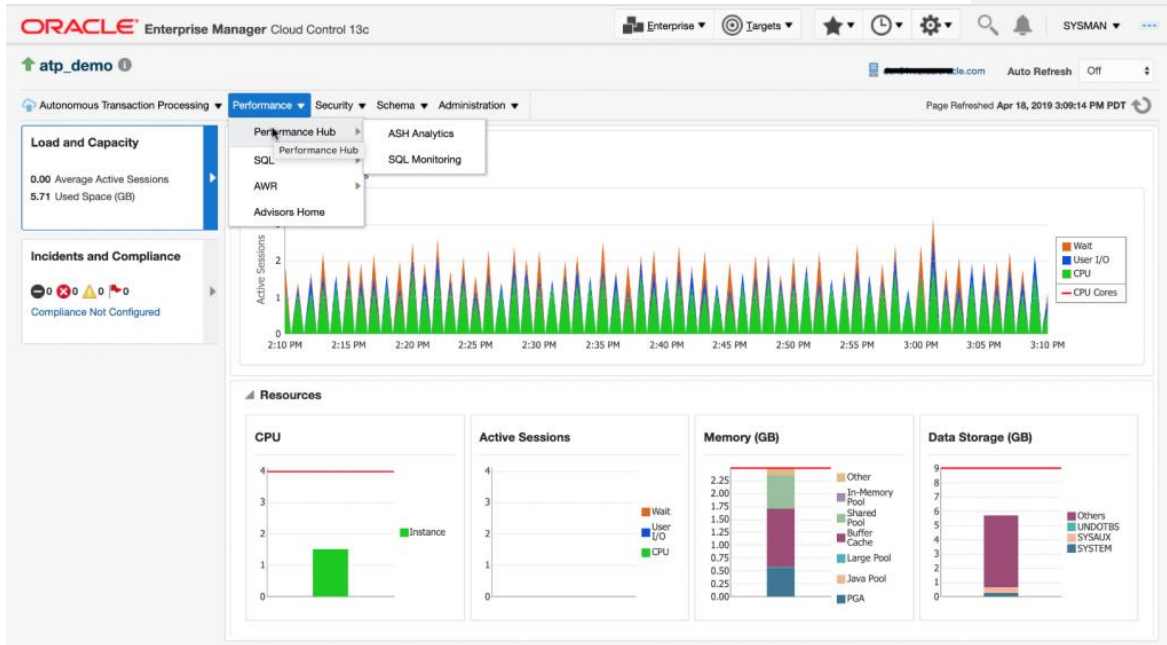 ORACLE Enterprise Manager Cloud Control 13c
Enterprise Targets SYSMAN
atp_demo
cle.com Auto Refresh Off
Autonomous Transaction Processing Performance Security Schema Administration
Page Refreshed Apr 18, 2019 3:09:14 PM PDT
Performance Hub
Performance Hub
SQL
AWR
Advisors Home
ASH Analytics
SQL Monitoring
Load and Capacity
0.00 Average Active Sessions
5.71 Used Space (GB)
Incidents and Compliance
0 0 0 0
Compliance Not Configured
Active Sessions
2
1
0
2:10 PM 2:15 PM 2:20 PM 2:25 PM 2:30 PM 2:35 PM 2:40 PM 2:45 PM 2:50 PM 2:55 PM 3:00 PM 3:05 PM 3:10 PM
Wait
User I/O
CPU
CPU Cores
Resources
CPU
4
3
2
1
0
Instance
Active Sessions
4
3
2
1
0
Wait
User
I/O
CPU
Memory (GB)
2.25
2.00
1.75
1.50
1.25
1.00
0.75
0.50
0.25
0.00
Other
In-Memory
Pool
Shared
Pool
Buffer
Cache
Large Pool
Java Pool
PGA
Data Storage (GB)
9
8
7
6
5
4
3
2
1
0
Others
UNDOTBS
SYSAUX
SYSTEM